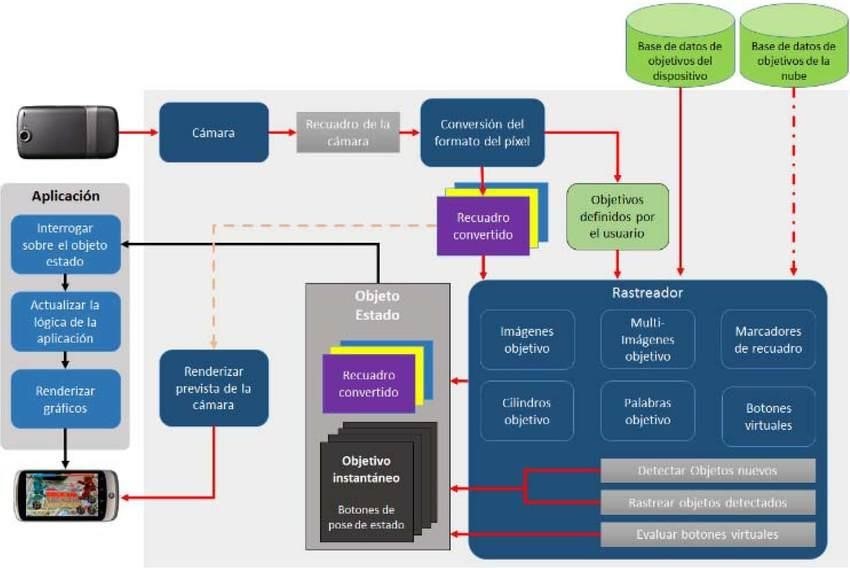 Base de datos de
objetivos del
dispositivo
Base de datos de
objetivos de la
nube
Cámara
Recuadro de la
cámara
Conversión del
formato del píxel
Aplicación
Interrogar
sobre el objeto
estado
Actualizar la
lógica de la
aplicación
Renderizar
gráficos
Recuadro
convertido
Objetivos
definidos por
el usuario
Renderizar
prevista de la
cámara
Objeto
Estado
Recuadro
convertido
Objetivo
instantáneo
Botones de
pose de estado
Rastreador
Imágenes
objetivo
Multi-
Imágenes
objetivo
Marcadores
de recuadro
Cilindros
objetivo
Palabras
objetivo
Botones
virtuales
Detectar Objetos nuevos
Rastrear objetos detectados
Evaluar botones virtuales